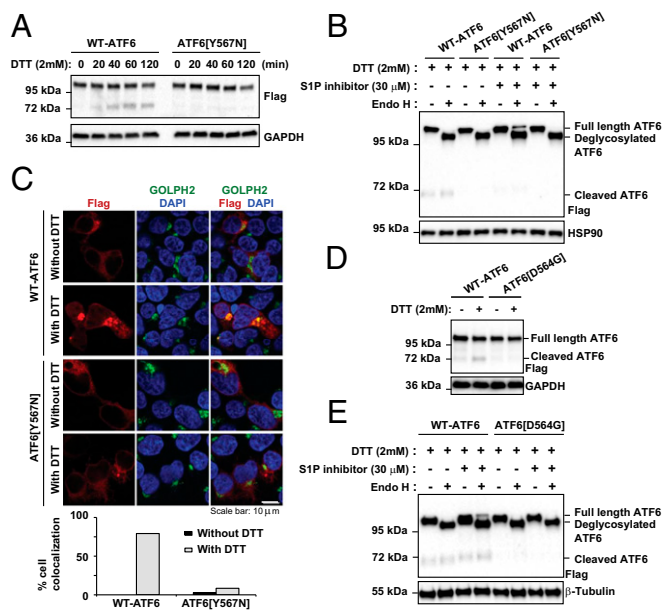 A
WT-ATF6 ATF6[Y567N]
DTT (2mM) 0 20 40 60 120 0 20 40 60 120 (min)
95 kDa
72 kDa
Flag
36 kDa
GAPDH
B
WT-ATF6 ATF6[Y567N] WT-ATF6 ATF6[Y567N]
DTT (2mM) : + + + + + + + +
S1P inhibitor (30 μM) : - - - - + + + +
Endo H : - + - + - + - +
Full length ATF6
Deglycosylated
ATF6
95 kDa
72 kDa
Cleaved ATF6
Flag
95 kDa
HSP90
C
GOLPH2 GOLPH2
Flag DAPI Flag DAPI
WT-ATF6
Without DTT
With DTT
ATF6[Y567N]
Without DTT
With DTT
Scale bar: 10 μm
% cell
colocalization
100
50
0
Without DTT
With DTT
WT-ATF6 ATF6[Y567N]
D
WT-ATF6 ATF6[D564G]
DTT (2mM): - + - +
Full length ATF6
95 kDa
72 kDa
Cleaved ATF6
Flag
36 kDa
GAPDH
E
WT-ATF6 ATF6[D564G]
DTT (2mM) : + + + + + + + +
S1P inhibitor (30 μM) : - - + + - - + +
Endo H : - + - + - + - +
Full length ATF6
Deglycosylated
ATF6
95 kDa
72 kDa
Cleaved ATF6
Flag
55 kDa
β-Tubulin